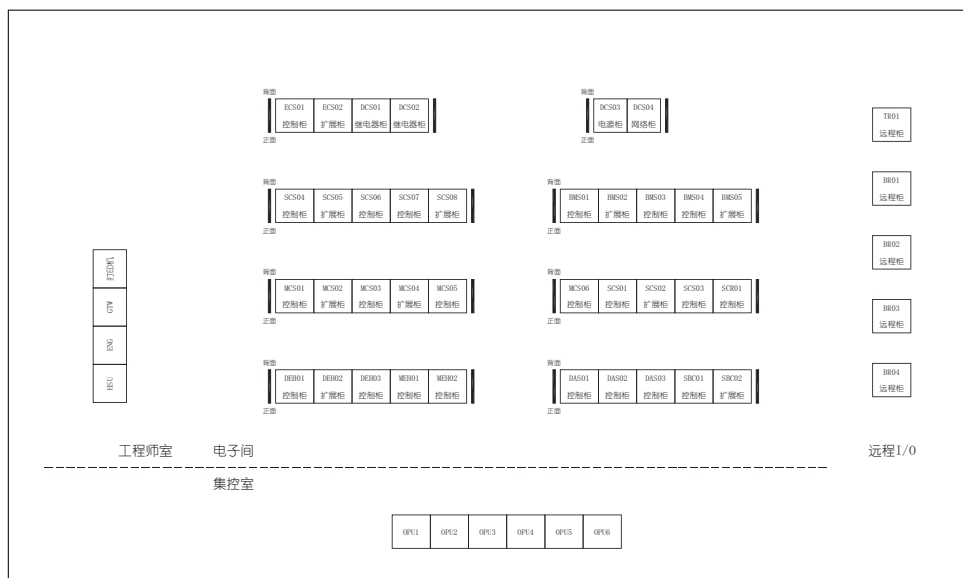 背面
ECS01 ECS02 DCS01 DCS02
控制柜 扩展柜 继电器柜 继电器柜
正面
背面
DCS03 DCS04
电源柜 网络柜
正面
TR01
远程柜
背面
SCS04 SCS05 SCS06 SCS07 SCS08
控制柜 扩展柜 控制柜 控制柜 扩展柜
正面
背面
BMS01 BMS02 BMS03 BMS04 BMS05
控制柜 扩展柜 控制柜 控制柜 扩展柜
正面
BR01
远程柜
BR02
远程柜
打印机
GTW
ENG
HSU
背面
MCS01 MCS02 MCS03 MCS04 MCS05
控制柜 扩展柜 控制柜 扩展柜 控制柜
正面
背面
MCS06 SCS01 SCS02 SCS03 SCR01
控制柜 控制柜 扩展柜 控制柜 控制柜
正面
BR03
远程柜
背面
DEH01 DEH02 DEH03 MEH01 MEH02
控制柜 扩展柜 控制柜 控制柜 控制柜
正面
背面
DAS01 DAS02 DAS03 SBC01 SBC02
控制柜 控制柜 控制柜 控制柜 扩展柜
正面
BR04
远程柜
工程师室 电子间 远程I/O
集控室
OPU1 OPU2 OPU3 OPU4 OPU5 OPU6